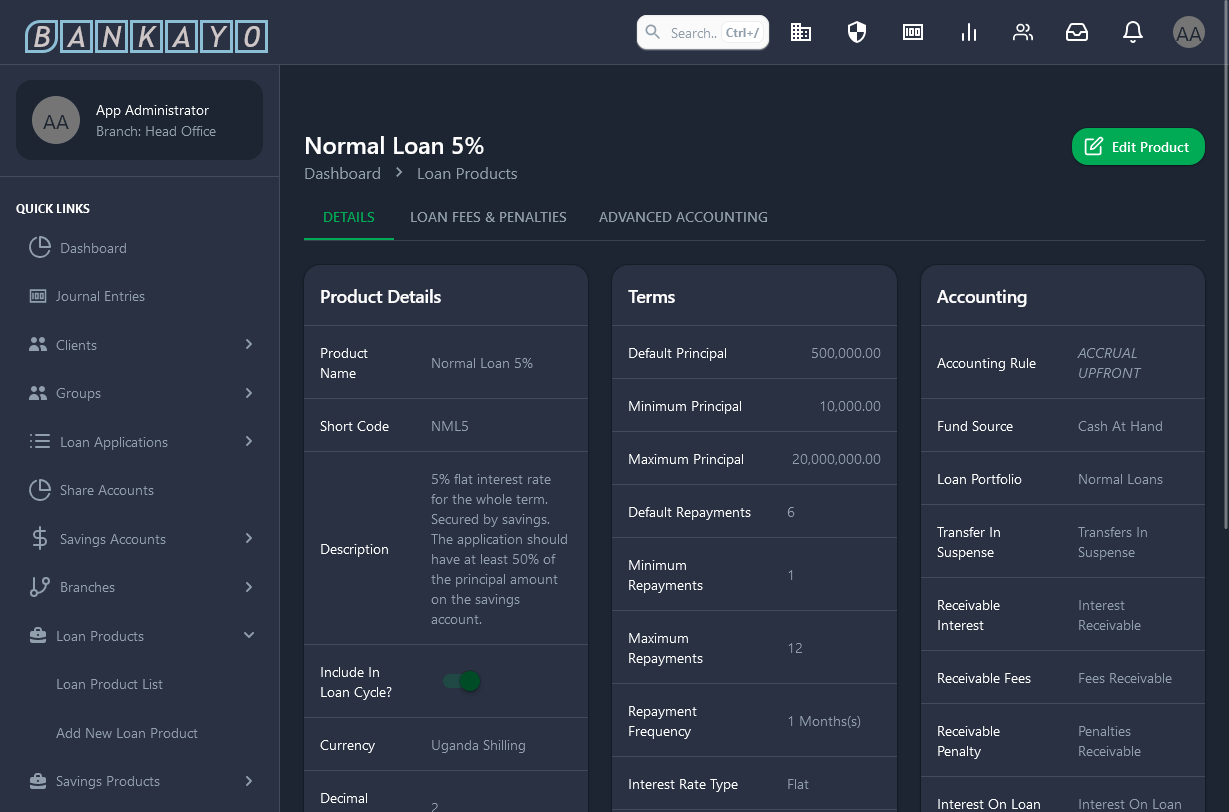 BANKAYO
Search.. Ctrl+/
AA
AA
App Administrator
Branch: Head Office
QUICK LINKS
Dashboard
Journal Entries
Clients
Groups
Loan Applications
Share Accounts
Savings Accounts
Branches
Loan Products
Loan Product List
Add New Loan Product
Savings Products
Normal Loan 5%
Dashboard > Loan Products
Edit Product
DETAILS
LOAN FEES & PENALTIES
ADVANCED ACCOUNTING
Product Details
Product
Name
Normal Loan 5%
Short Code
NML5
Description
5% flat interest rate
for the whole term.
Secured by savings.
The application should
have at least 50% of
the principal amount
on the savings
account.
Include In
Loan Cycle?
Currency
Uganda Shilling
Decimal
2
Terms
Default Principal
500,000.00
Minimum Principal
10,000.00
Maximum Principal
20,000,000.00
Default Repayments
6
Minimum
Repayments
1
Maximum
Repayments
12
Repayment
Frequency
1 Months(s)
Interest Rate Type
Flat
Accounting
Accounting Rule
ACCRUAL
UPFRONT
Fund Source
Cash At Hand
Loan Portfolio
Normal Loans
Transfer In
Suspense
Transfers In
Suspense
Receivable
Interest
Interest
Receivable
Receivable Fees
Fees Receivable
Receivable
Penalty
Penalties
Receivable
Interest On Loan
Interest On Loan